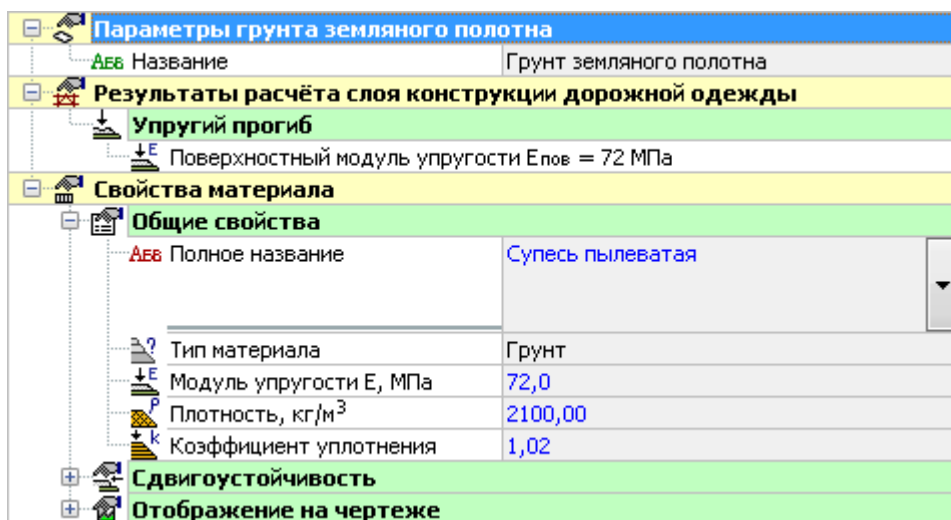 Параметры грунта земляного полотна
Абв Название Грунт земляного полотна
Результаты расчёта слоя конструкции дорожной одежды
Упругий прогиб
E Поверхностный модуль упругости Eпов = 72 МПа
Свойства материала
Общие свойства
Абв Полное название Супесь пылеватая
? Тип материала Грунт
E Модуль упругости E, МПа 72,0
ρ Плотность, кг/м³ 2100,00
k Коэффициент уплотнения 1,02
Сдвигоустойчивость
Отображение на чертеже